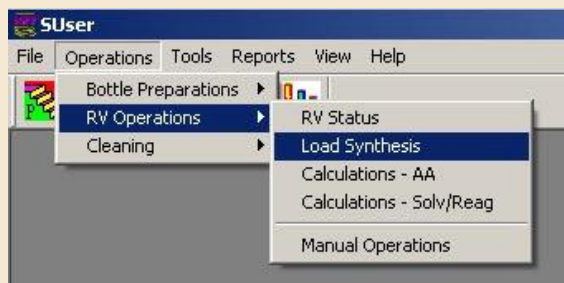 SUser
File Operations Tools Reports View Help
Bottle Preparations
RV Operations
Cleaning
RV Status
Load Synthesis
Calculations - AA
Calculations - Solv/Reag
Manual Operations
P